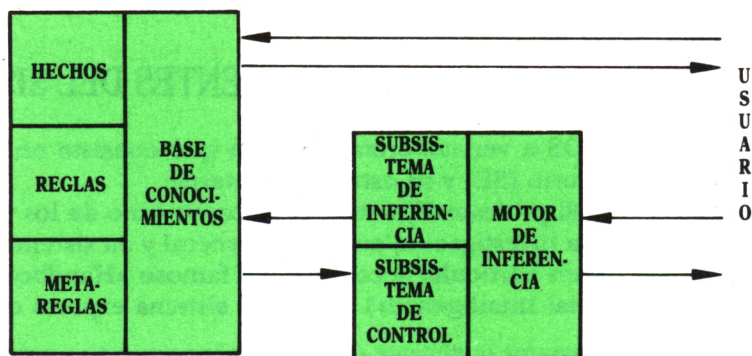 HECHOS
REGLAS
META-
REGLAS
BASE
DE
CONOCI-
MIENTOS
SUBSIS-
TEMA
DE
INFEREN-
CIA
SUBSIS-
TEMA
DE
CONTROL
MOTOR
DE
INFEREN-
CIA
USUARIO